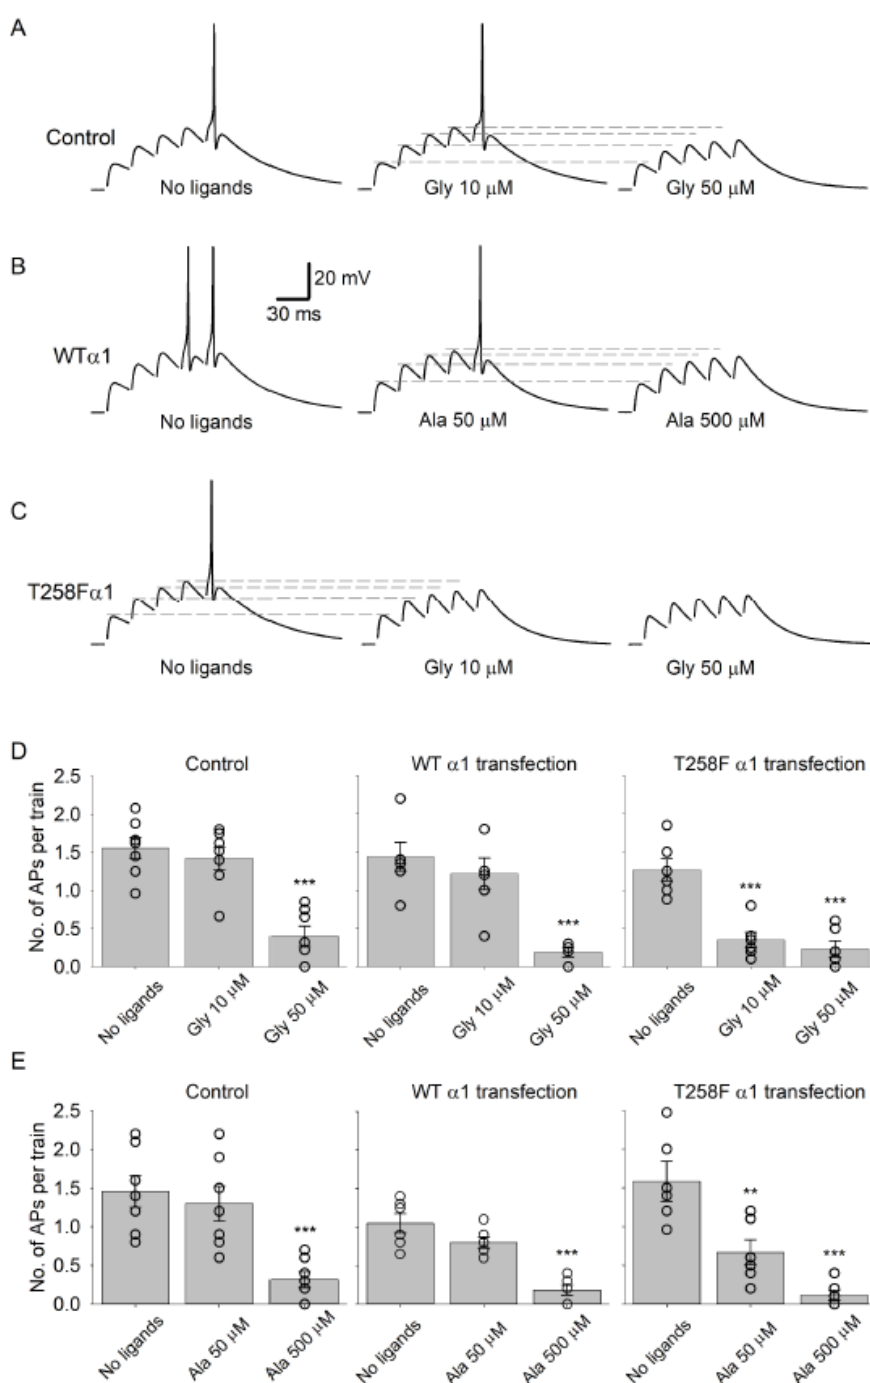 A
Control
No ligands
Gly 10 μM
Gly 50 μM
B
20 mV
30 ms
WTα1
No ligands
Ala 50 μM
Ala 500 μM
C
T258Fα1
No ligands
Gly 10 μM
Gly 50 μM
D
Control
WT α1 transfection
T258F α1 transfection
No. of APs per train
2.5
2.0
1.5
1.0
0.5
0.0
***
***
***
***
No ligands
Gly 10 μM
Gly 50 μM
No ligands
Gly 10 μM
Gly 50 μM
No ligands
Gly 10 μM
Gly 50 μM
E
Control
WT α1 transfection
T258F α1 transfection
No. of APs per train
2.5
2.0
1.5
1.0
0.5
0.0
***
***
**
***
No ligands
Ala 50 μM
Ala 500 μM
No ligands
Ala 50 μM
Ala 500 μM
No ligands
Ala 50 μM
Ala 500 μM